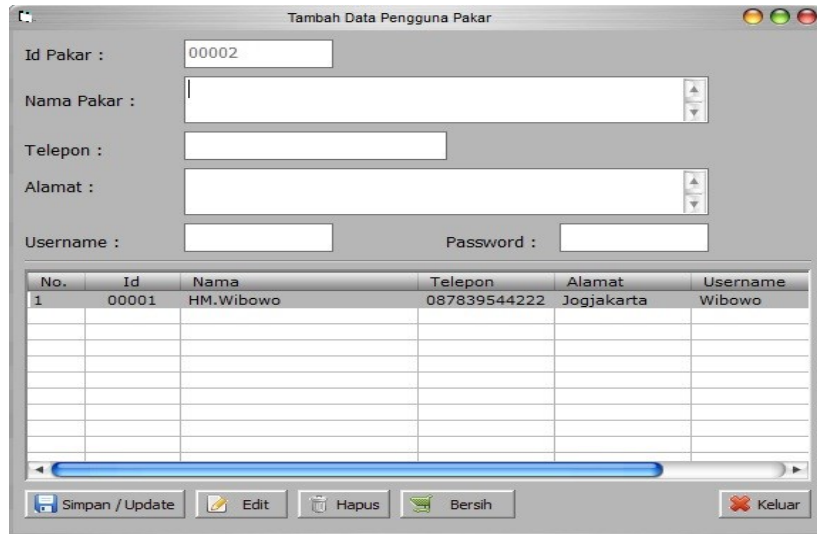 Tambah Data Pengguna Pakar
Id Pakar : 00002
Nama Pakar :
Telepon :
Alamat :
Username : Password :
No. Id Nama Telepon Alamat Username
1 00001 HM.Wibowo 087839544222 Jogjakarta Wibowo
Simpan / Update Edit Hapus Bersih Keluar